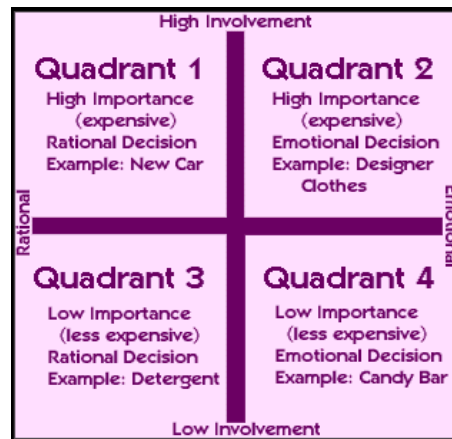 High Involvement
Quadrant 1
High Importance
(expensive)
Rational Decision
Example: New Car
Quadrant 2
High Importance
(expensive)
Emotional Decision
Example: Designer
Clothes
Rational
Emotional
Quadrant 3
Low Importance
(less expensive)
Rational Decision
Example: Detergent
Quadrant 4
Low Importance
(less expensive)
Emotional Decision
Example: Candy Bar
Low Involvement